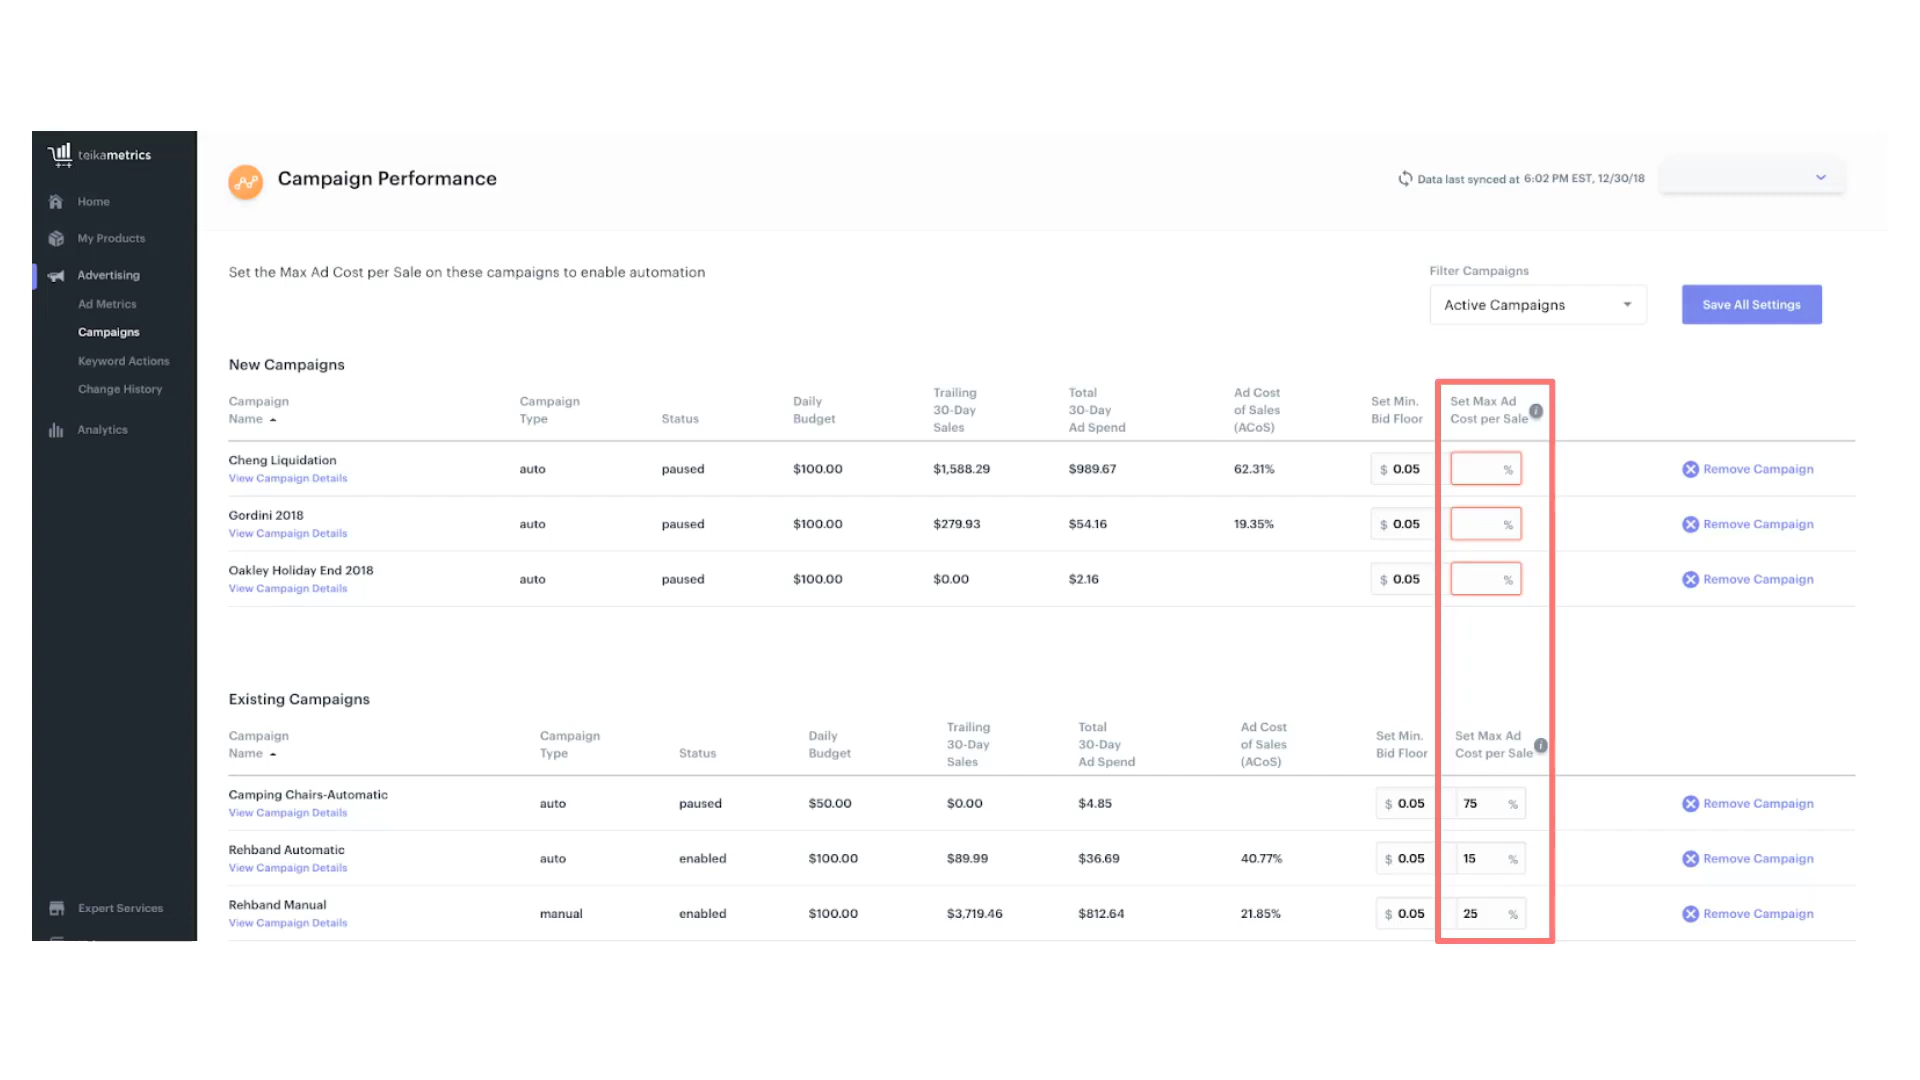 teikametrics
Home
My Products
Advertising
Ad Metrics
Campaigns
Keyword Actions
Change History
Analytics
Expert Services
Campaign Performance
Data last synced at 6:02 PM EST, 12/30/18
Set the Max Ad Cost per Sale on these campaigns to enable automation
Filter Campaigns
Active Campaigns
Save All Settings
New Campaigns
Campaign Name
Campaign Type
Status
Daily Budget
Trailing 30-Day Sales
Total 30-Day Ad Spend
Ad Cost of Sales (ACoS)
Set Min. Bid Floor
Set Max Ad Cost per Sale i
Cheng Liquidation auto paused $100.00 $1,588.29 $989.67 62.31% $ 0.05 % Remove Campaign
View Campaign Details
Gordini 2018 auto paused $100.00 $279.93 $54.16 19.35% $ 0.05 % Remove Campaign
View Campaign Details
Oakley Holiday End 2018 auto paused $100.00 $0.00 $2.16 $ 0.05 % Remove Campaign
View Campaign Details
Existing Campaigns
Campaign Name
Campaign Type
Status
Daily Budget
Trailing 30-Day Sales
Total 30-Day Ad Spend
Ad Cost of Sales (ACoS)
Set Min. Bid Floor
Set Max Ad Cost per Sale i
Camping Chairs-Automatic auto paused $50.00 $0.00 $4.85 $ 0.05 75 % Remove Campaign
View Campaign Details
Rehband Automatic auto enabled $100.00 $89.99 $36.69 40.77% $ 0.05 15 % Remove Campaign
View Campaign Details
Rehband Manual manual enabled $100.00 $3,719.46 $812.64 21.85% $ 0.05 25 % Remove Campaign
View Campaign Details